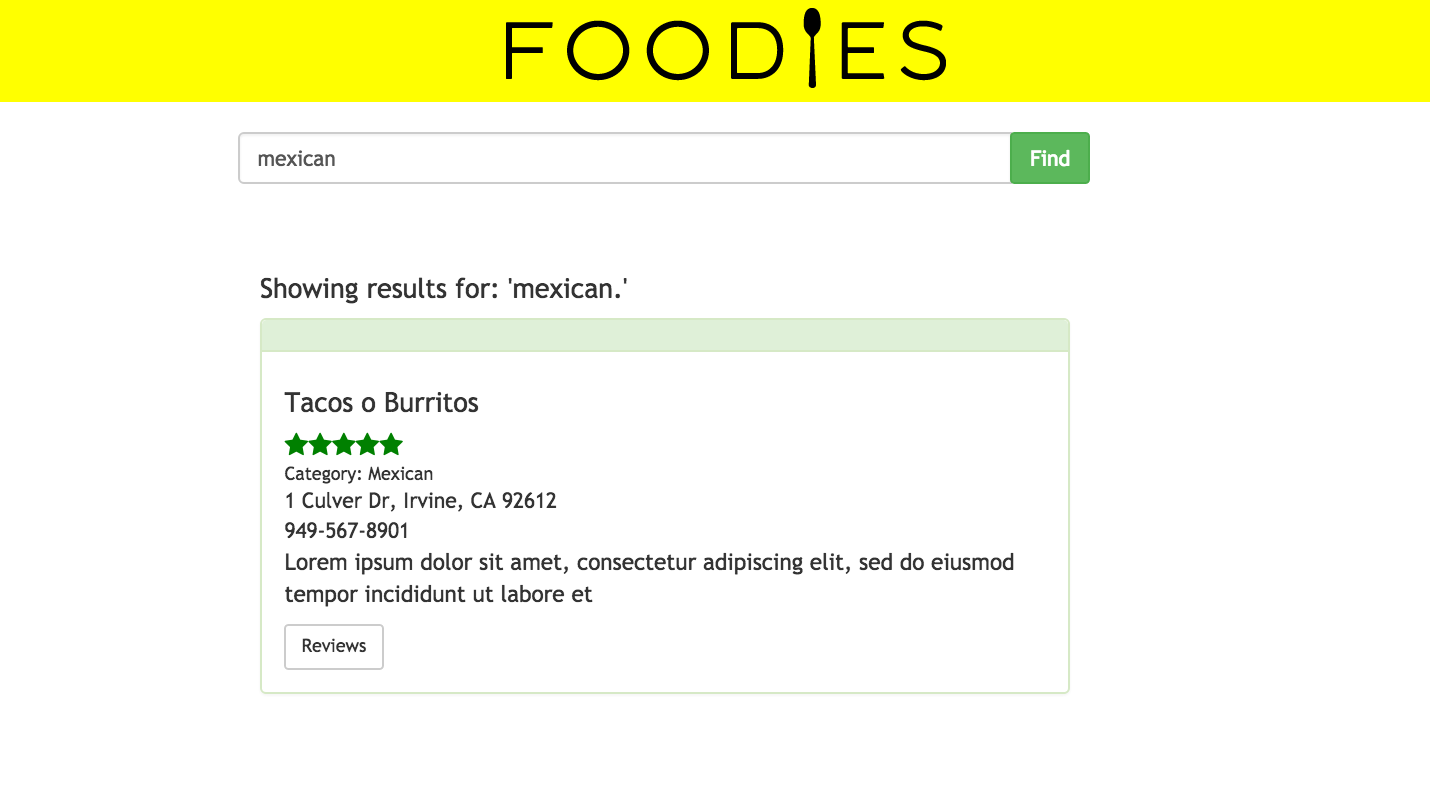 FOODIES
mexican
Find
Showing results for: 'mexican.'
Tacos o Burritos
Category: Mexican
1 Culver Dr, Irvine, CA 92612
949-567-8901
Lorem ipsum dolor sit amet, consectetur adipiscing elit, sed do eiusmod
tempor incididunt ut labore et
Reviews